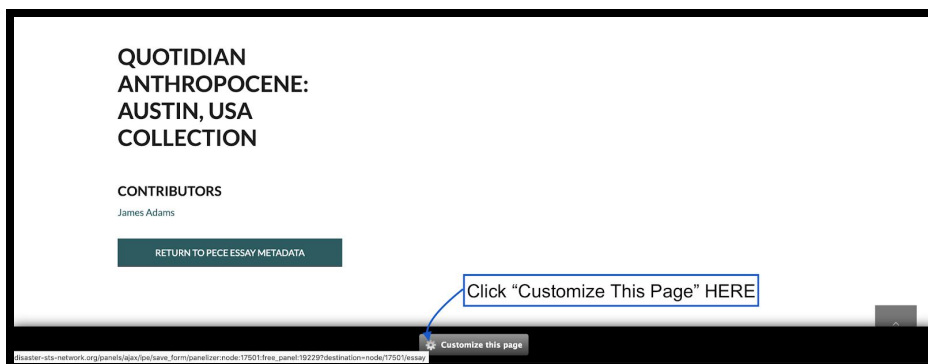 QUOTIDIAN
ANTHROPOCENE:
AUSTIN, USA
COLLECTION
CONTRIBUTORS
James Adams
RETURN TO PECE ESSAY METADATA
Click “Customize This Page” HERE
Customize this page
disaster-sts-network.org/panels/ajax/ipe/save_form/panelizer:node:17501:free_panel:19229?destination=node/17501/essay